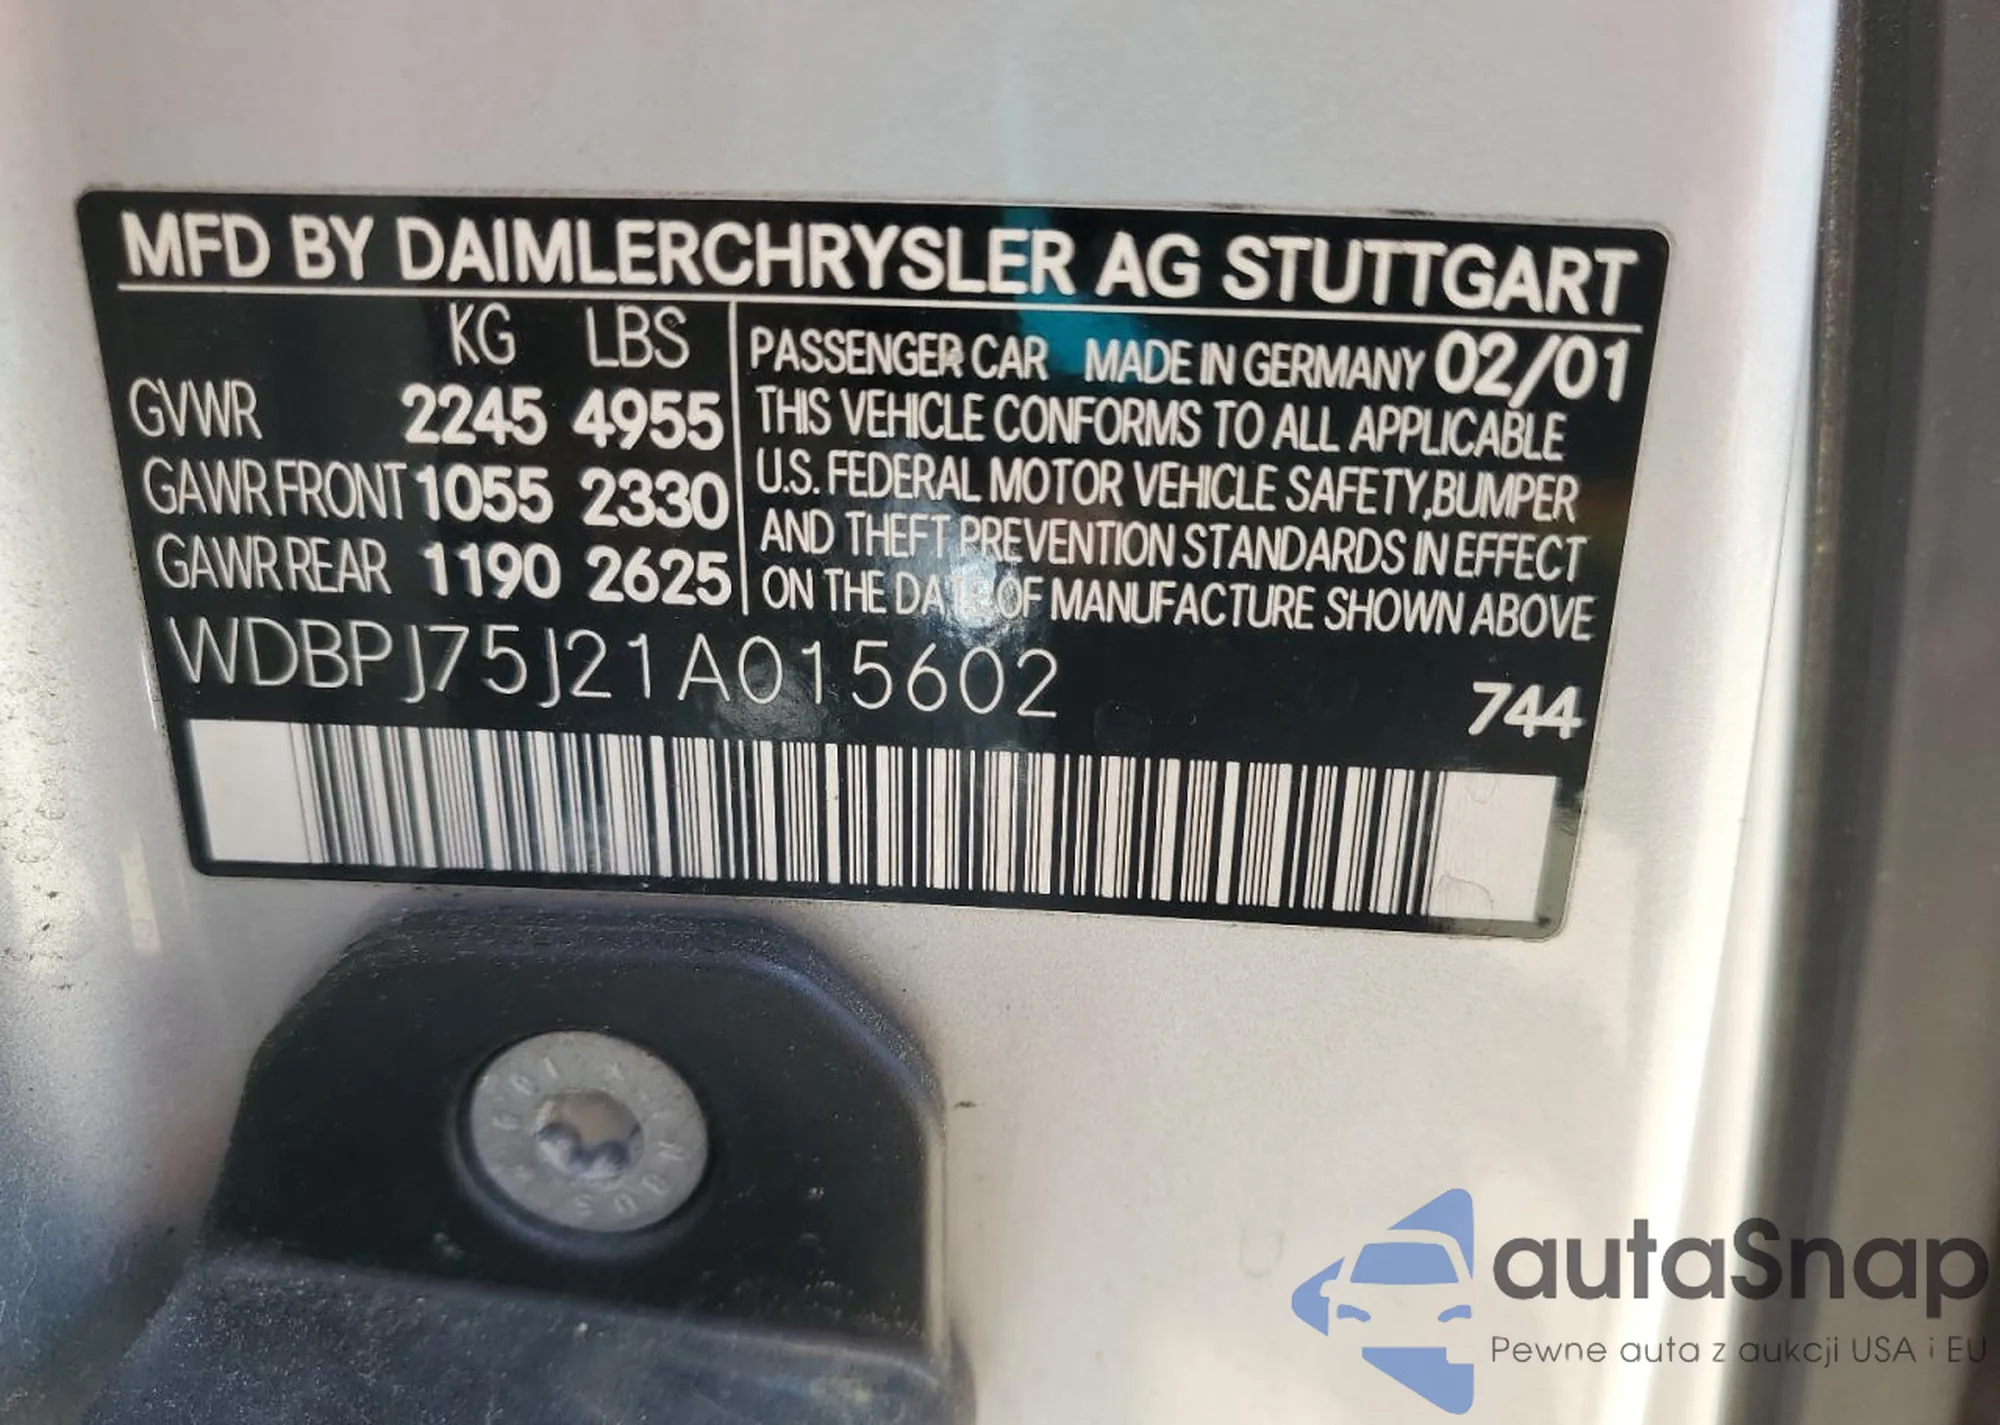 MFD BY DAIMLERCHRYSLER AG STUTTGART
KG LBS
GVWR 2245 4955
GAWR FRONT 1055 2330
GAWR REAR 1190 2625
PASSENGER CAR MADE IN GERMANY 02/01
THIS VEHICLE CONFORMS TO ALL APPLICABLE
U.S. FEDERAL MOTOR VEHICLE SAFETY,BUMPER
AND THEFT PREVENTION STANDARDS IN EFFECT
ON THE DATE OF MANUFACTURE SHOWN ABOVE
WDBPJ75J21A015602
744
autaSnap
Pewne auta z aukcji USA i EU